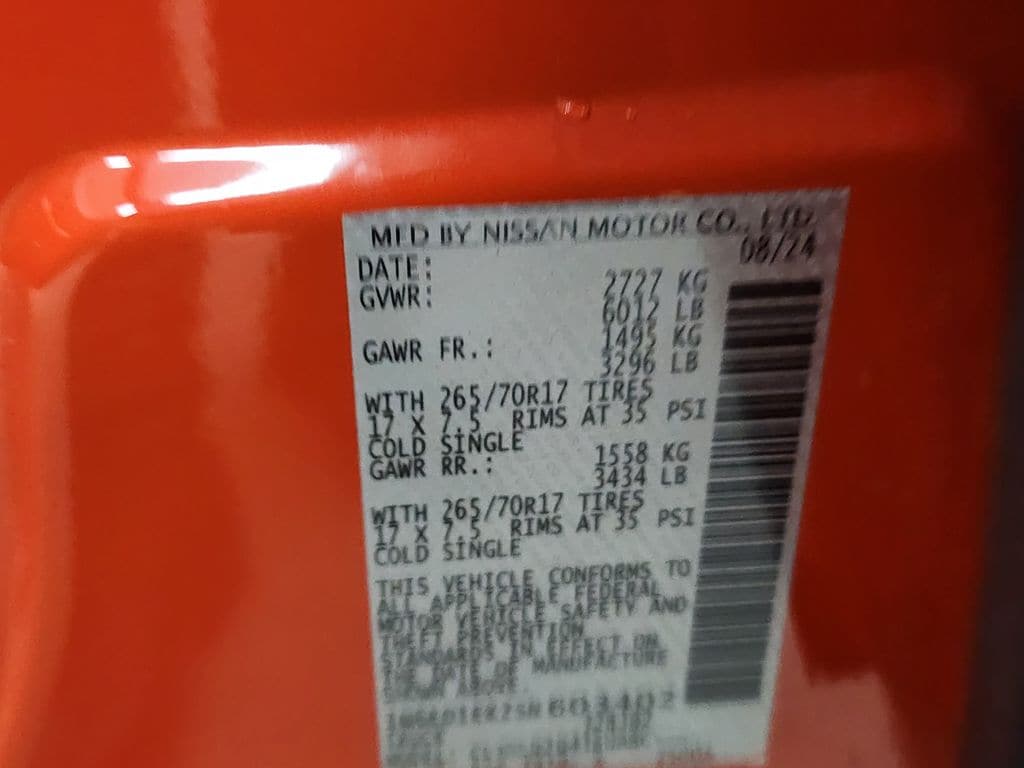 MFD BY NISSAN MOTOR CO., LTD.
DATE: 08/24
GVWR: 2727 KG
6012 LB
GAWR FR.: 1495 KG
3296 LB
WITH 265/70R17 TIRES
17 X 7.5 RIMS AT 35 PSI
COLD SINGLE
GAWR RR.: 1558 KG
3434 LB
WITH 265/70R17 TIRES
17 X 7.5 RIMS AT 35 PSI
COLD SINGLE
THIS VEHICLE CONFORMS TO
ALL APPLICABLE FEDERAL
MOTOR VEHICLE SAFETY AND
THEFT PREVENTION
STANDARDS IN EFFECT ON
THE DATE OF MANUFACTURE
SHOWN ABOVE.